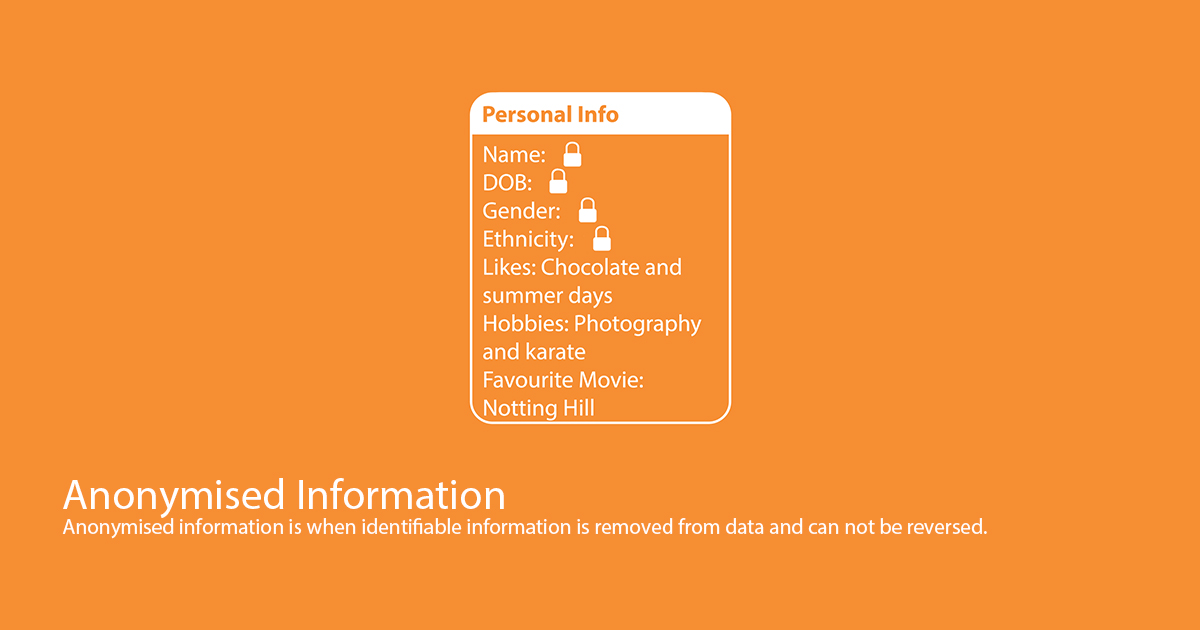 Personal Info
Name:
DOB:
Gender:
Ethnicity:
Likes: Chocolate and
summer days
Hobbies: Photography
and karate
Favourite Movie:
Notting Hill
Anonymised Information
Anonymised information is when identifiable information is removed from data and can not be reversed.